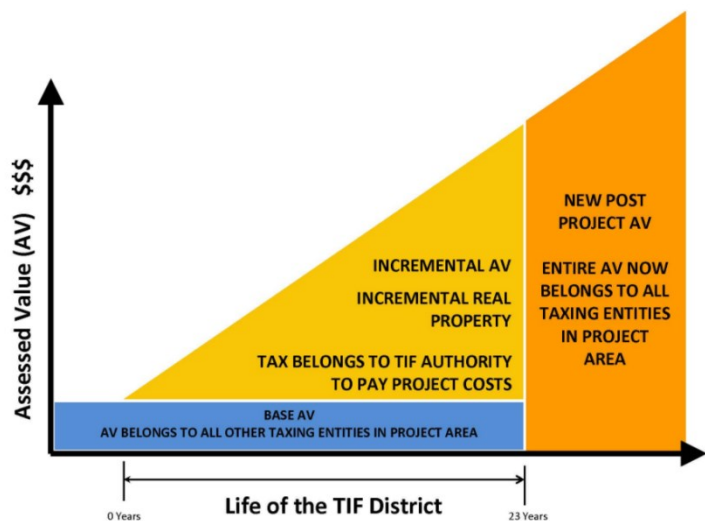 Assessed Value (AV) $$$
INCREMENTAL AV
INCREMENTAL REAL
PROPERTY
TAX BELONGS TO TIF AUTHORITY
TO PAY PROJECT COSTS
NEW POST
PROJECT AV
ENTIRE AV NOW
BELONGS TO ALL
TAXING ENTITIES
IN PROJECT
AREA
BASE AV
AV BELONGS TO ALL OTHER TAXING ENTITIES IN PROJECT AREA
0 Years
Life of the TIF District
23 Years